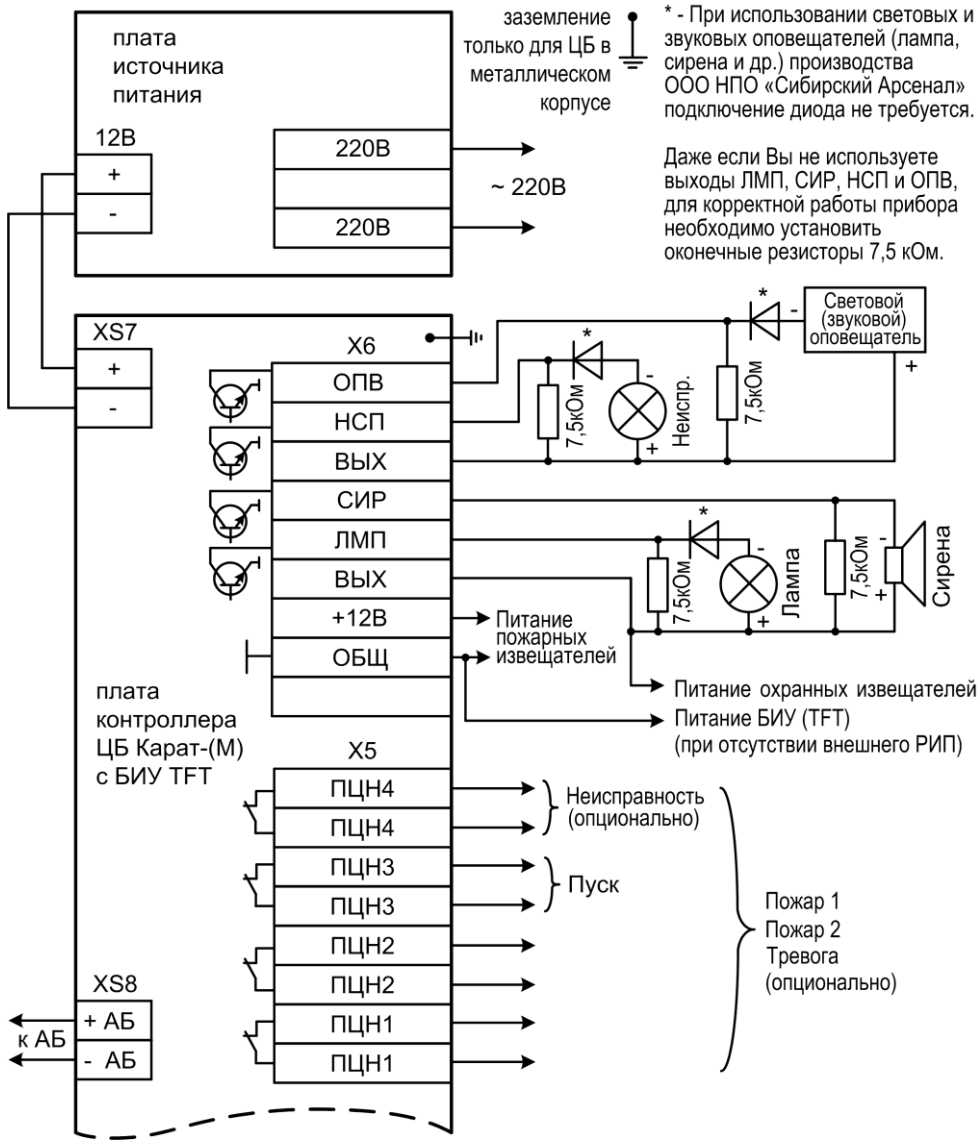 плата
источника
питания
12В
+
-
220В
220В
~ 220В
заземление
только для ЦБ в
металлическом
корпусе
* - При использовании световых и
звуковых оповещателей (лампа,
сирена и др.) производства
ООО НПО «Сибирский Арсенал»
подключение диода не требуется.
Даже если Вы не используете
выходы ЛМП, СИР, НСП и ОПВ,
для корректной работы прибора
необходимо установить
оконечные резисторы 7,5 кОм.
XS7
+
-
X6
ОПВ
НСП
ВЫХ
СИР
ЛМП
ВЫХ
+12В
ОБЩ
*
7,5кОм
-
+
Неиспр.
*
7,5кОм
-
Световой
(звуковой)
оповещатель
+
7,5кОм
*
-
+
Лампа
7,5кОм
-
+
Сирена
Питание
пожарных
извещателей
Питание охранных извещателей
Питание БИУ (TFT)
(при отсутствии внешнего РИП)
плата
контроллера
ЦБ Карат-(М)
с БИУ TFT
X5
ПЦН4
ПЦН4
ПЦН3
ПЦН3
ПЦН2
ПЦН2
ПЦН1
ПЦН1
Неисправность
(опционально)
Пуск
Пожар 1
Пожар 2
Тревога
(опционально)
XS8
+ АБ
- АБ
к АБ